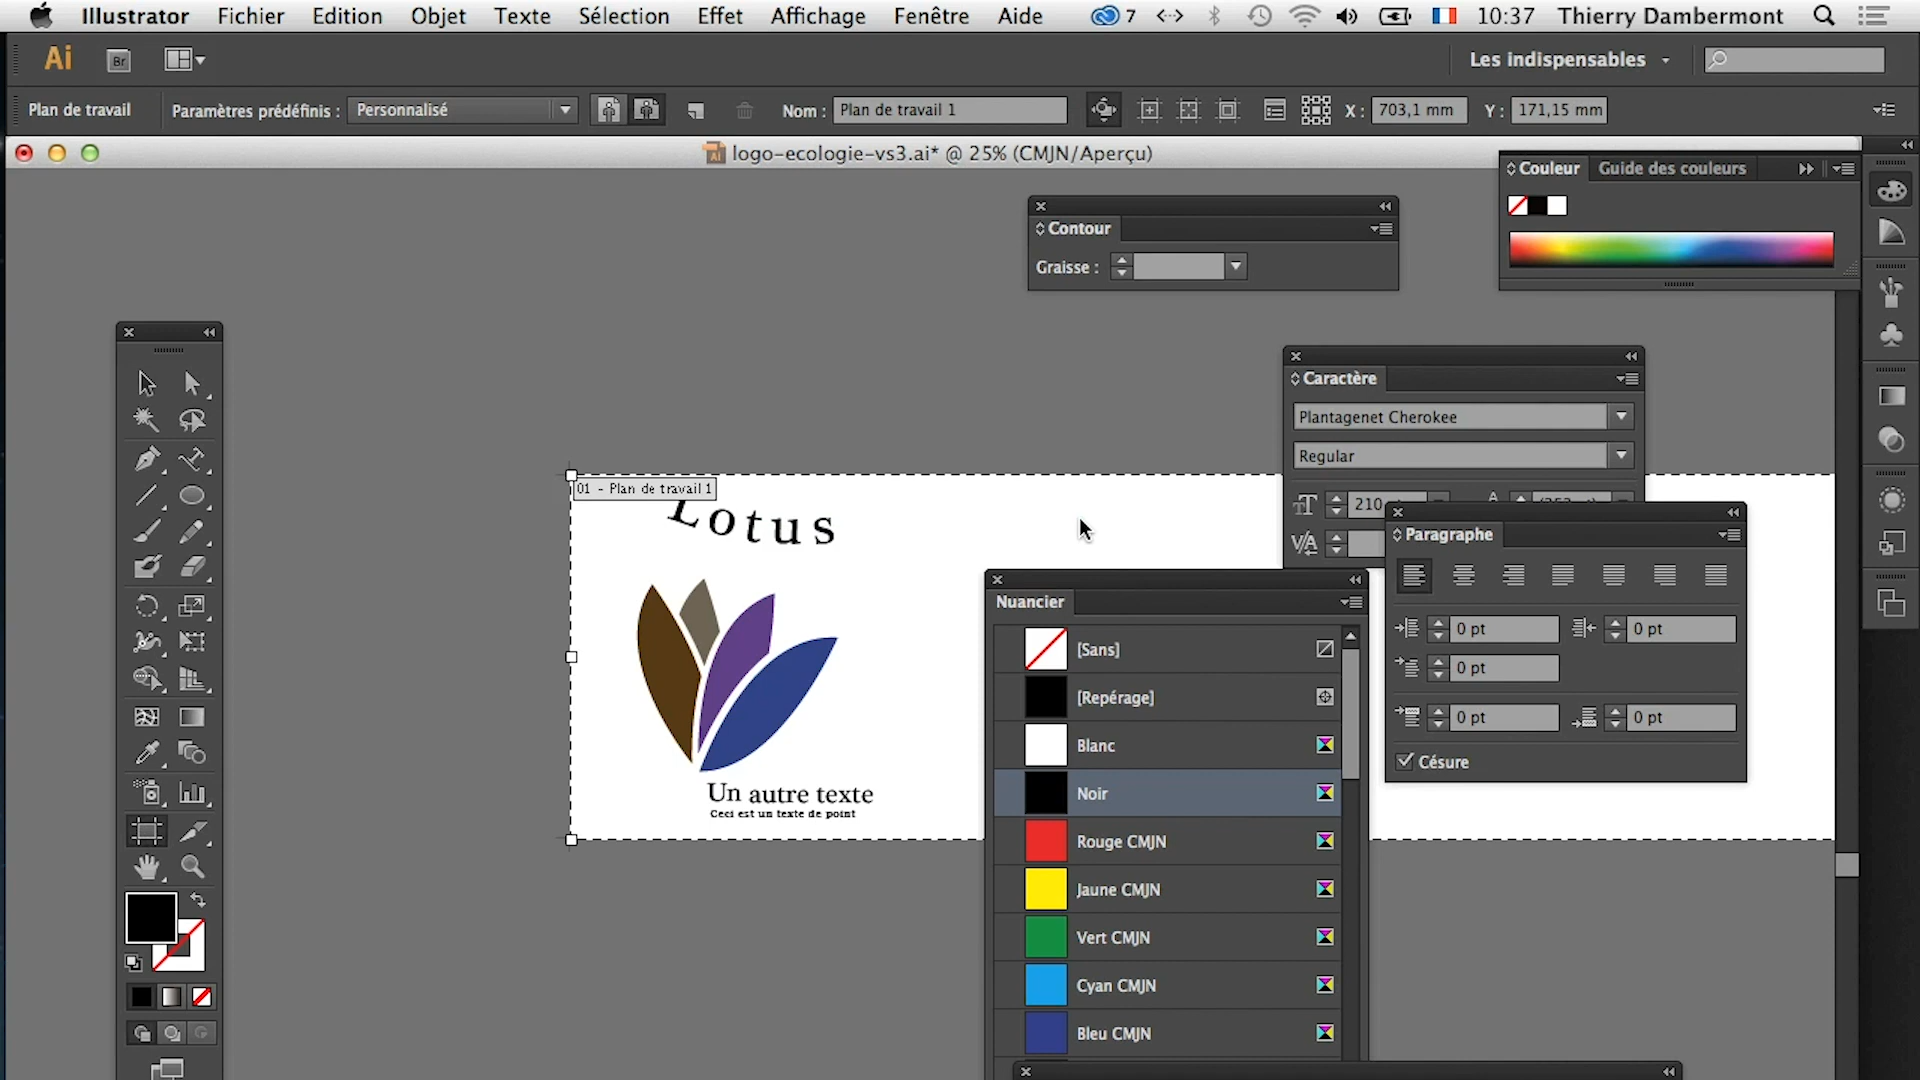 Illustrator Fichier Edition Objet Texte Sélection Effet Affichage Fenêtre Aide 7 10:37 Thierry Dambermont
Ai Br Les indispensables
Plan de travail Paramètres prédéfinis : Personnalisé Nom : Plan de travail 1 X : 703,1 mm Y : 171,15 mm
logo-ecologie-vs3.ai* @ 25% (CMJN/Aperçu)
Couleur Guide des couleurs
Contour
Graisse :
Caractère
Plantagenet Cherokee
Regular
210
01 - Plan de travail 1
Lotus
Paragraphe
0 pt 0 pt
0 pt
0 pt 0 pt
Césure
Nuancier
[Sans]
[Repérage]
Blanc
Noir
Rouge CMJN
Jaune CMJN
Vert CMJN
Cyan CMJN
Bleu CMJN
Un autre texte
Ceci est un texte de point